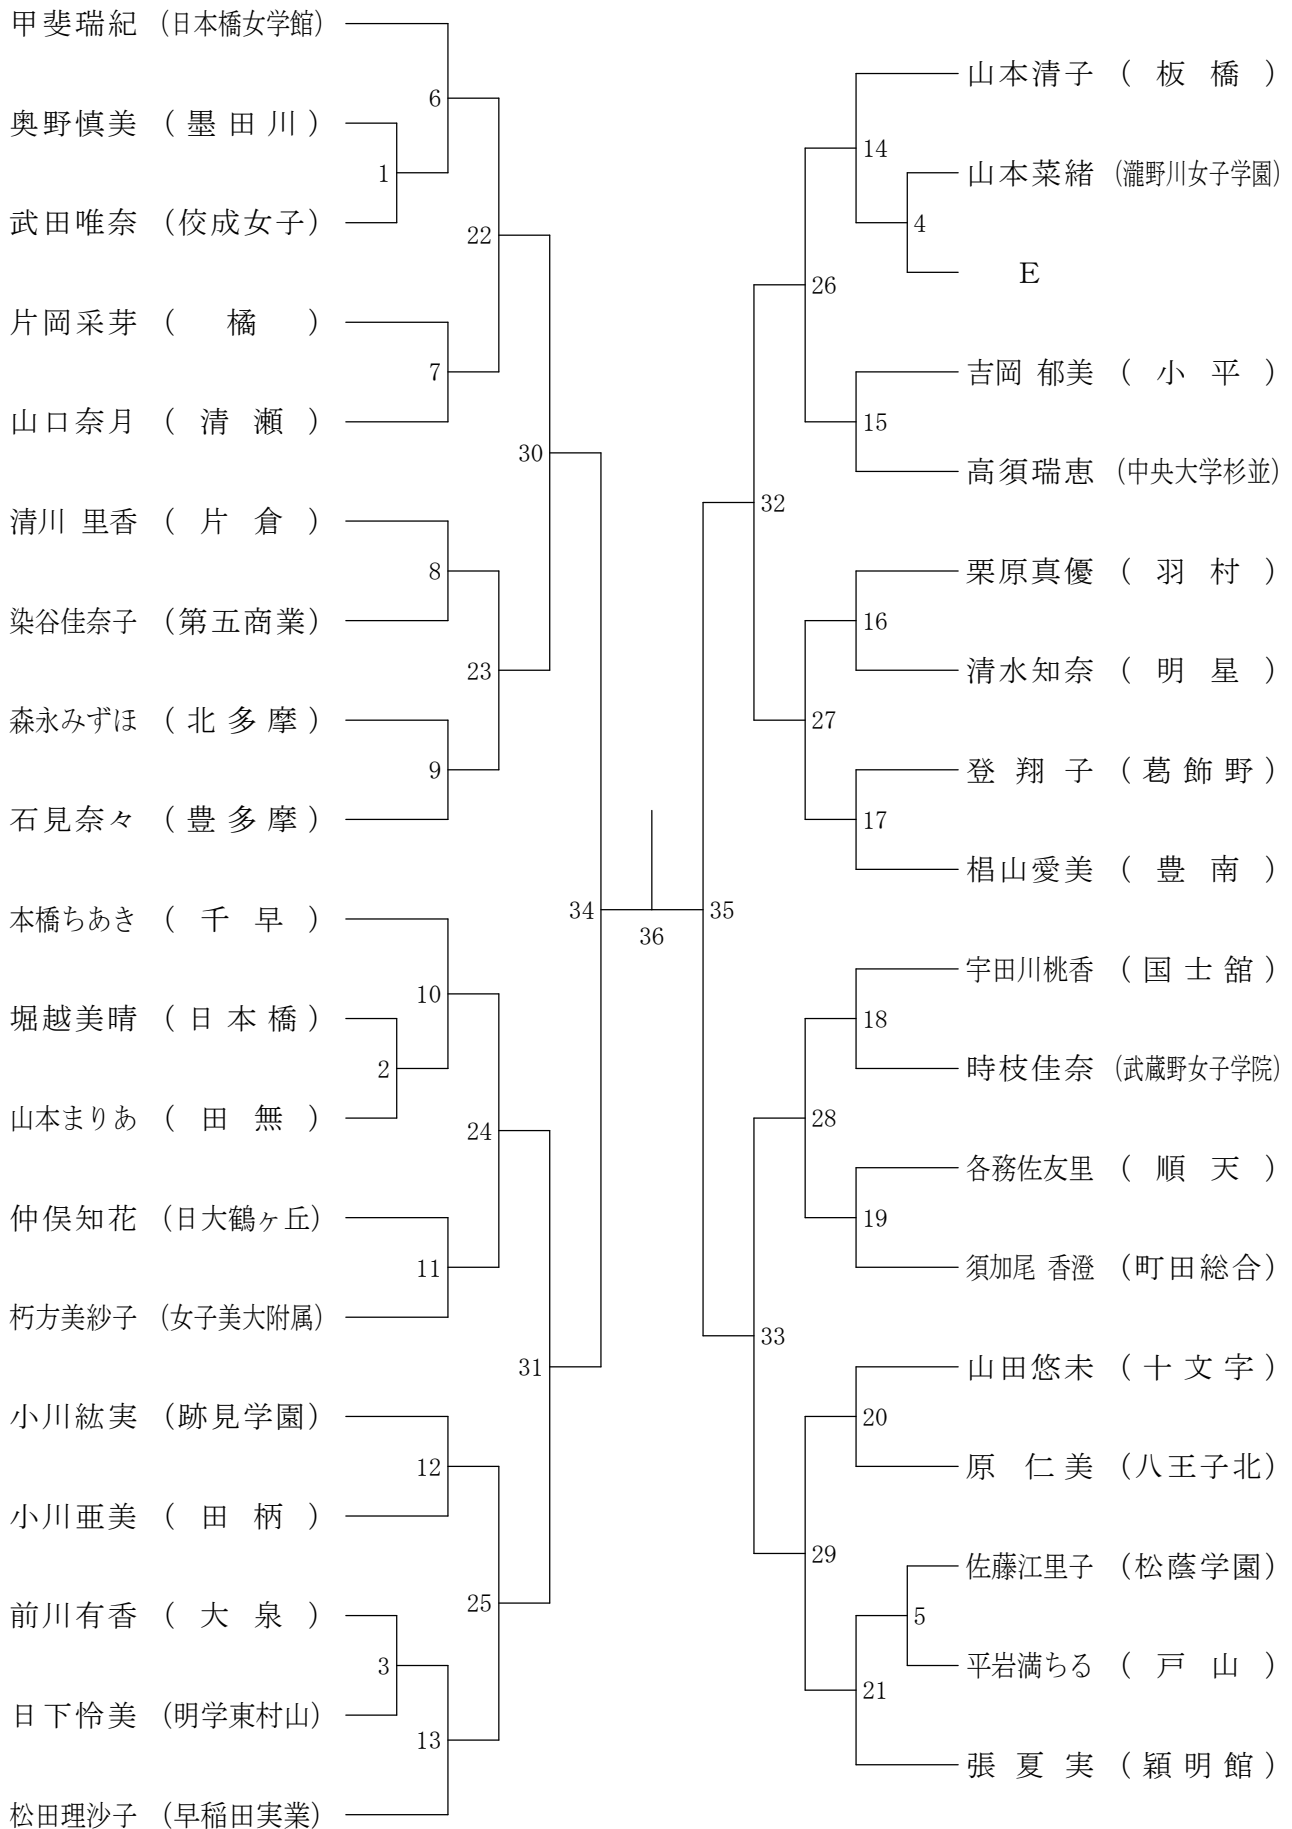 甲斐瑞紀 (日本橋女学館)
6
奥野慎美 (墨田川)
1
武田唯奈 (佼成女子)
22
片岡采芽 (橘)
7
山口奈月 (清瀬)
30
清川 里香 (片倉)
8
染谷佳奈子 (第五商業)
23
森永みずほ (北多摩)
9
石見奈々 (豊多摩)
34
本橋ちあき (千早)
10
堀越美晴 (日本橋)
2
山本まりあ (田無)
24
仲俣知花 (日大鶴ヶ丘)
11
朽方美紗子 (女子美大附属)
31
小川紘実 (跡見学園)
12
小川亜美 (田柄)
25
前川有香 (大泉)
3
日下怜美 (明学東村山)
13
松田理沙子 (早稲田実業)
36
山本清子 (板橋)
14
山本菜緒 (瀧野川女子学園)
4
E
26
吉岡 郁美 (小平)
15
高須瑞恵 (中央大学杉並)
32
栗原真優 (羽村)
16
清水知奈 (明星)
27
登翔子 (葛飾野)
17
椙山愛美 (豊南)
35
宇田川桃香 (国士舘)
18
時枝佳奈 (武蔵野女子学院)
28
各務佐友里 (順天)
19
須加尾 香澄 (町田総合)
33
山田悠未 (十文字)
20
原仁美 (八王子北)
29
佐藤江里子 (松蔭学園)
5
平岩満ちる (戸山)
21
張夏実 (穎明館)